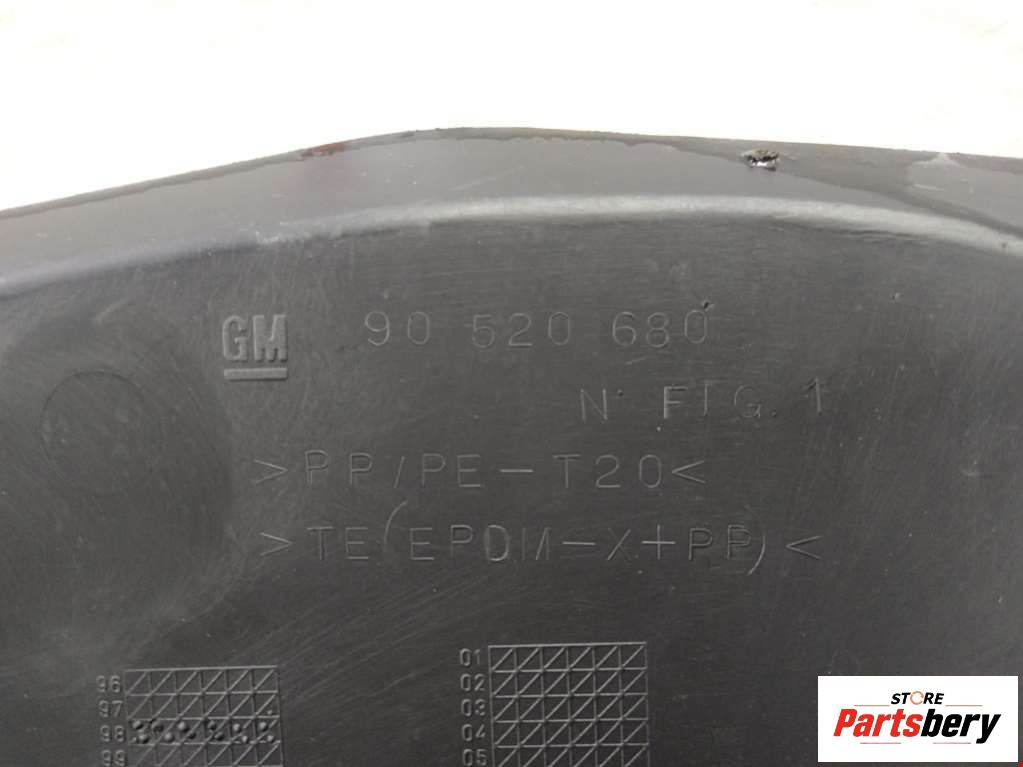 GM 90 520 680
N° FIG. 1
>PP/PE-T20<
>TE(EPDM-X+PP)<
96
97
98
99
01
02
03
04
05
STORE
Partsbery